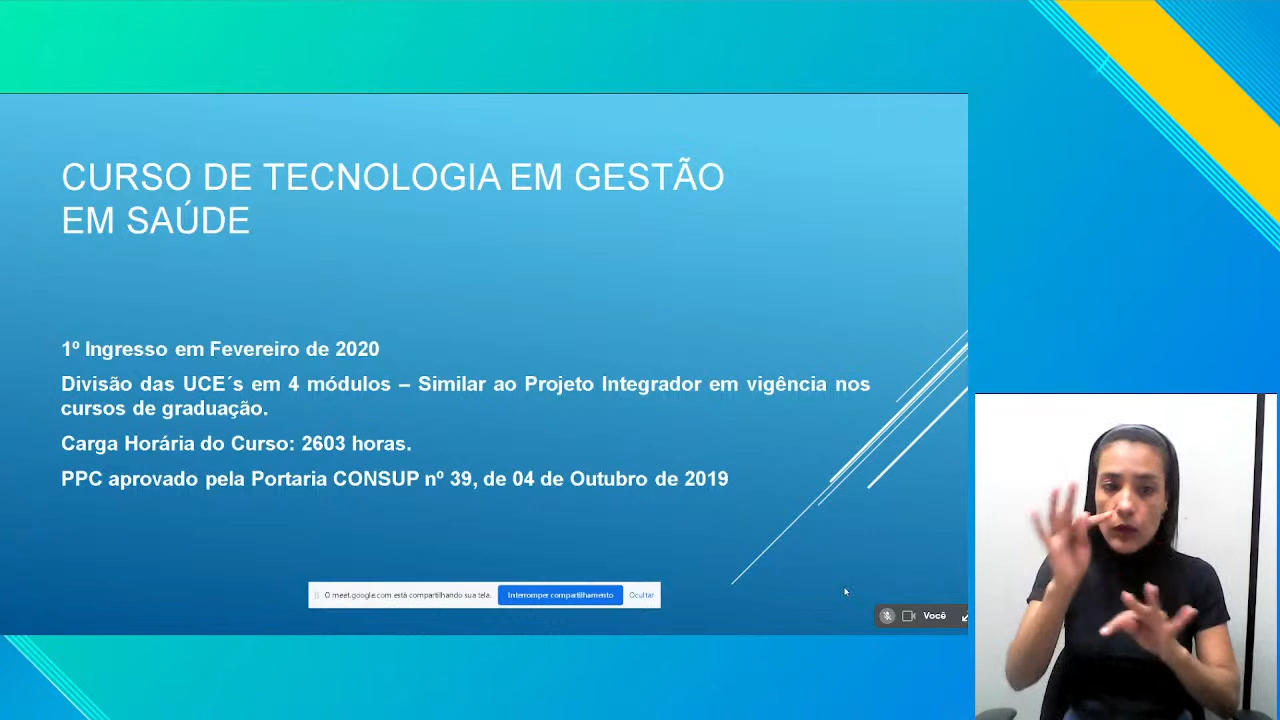 CURSO DE TECNOLOGIA EM GESTÃO
EM SAÚDE
1º Ingresso em Fevereiro de 2020
Divisão das UCE´s em 4 módulos – Similar ao Projeto Integrador em vigência nos
cursos de graduação.
Carga Horária do Curso: 2603 horas.
PPC aprovado pela Portaria CONSUP nº 39, de 04 de Outubro de 2019
O meet.google.com está compartilhando sua tela. Interromper compartilhamento Ocultar
Você